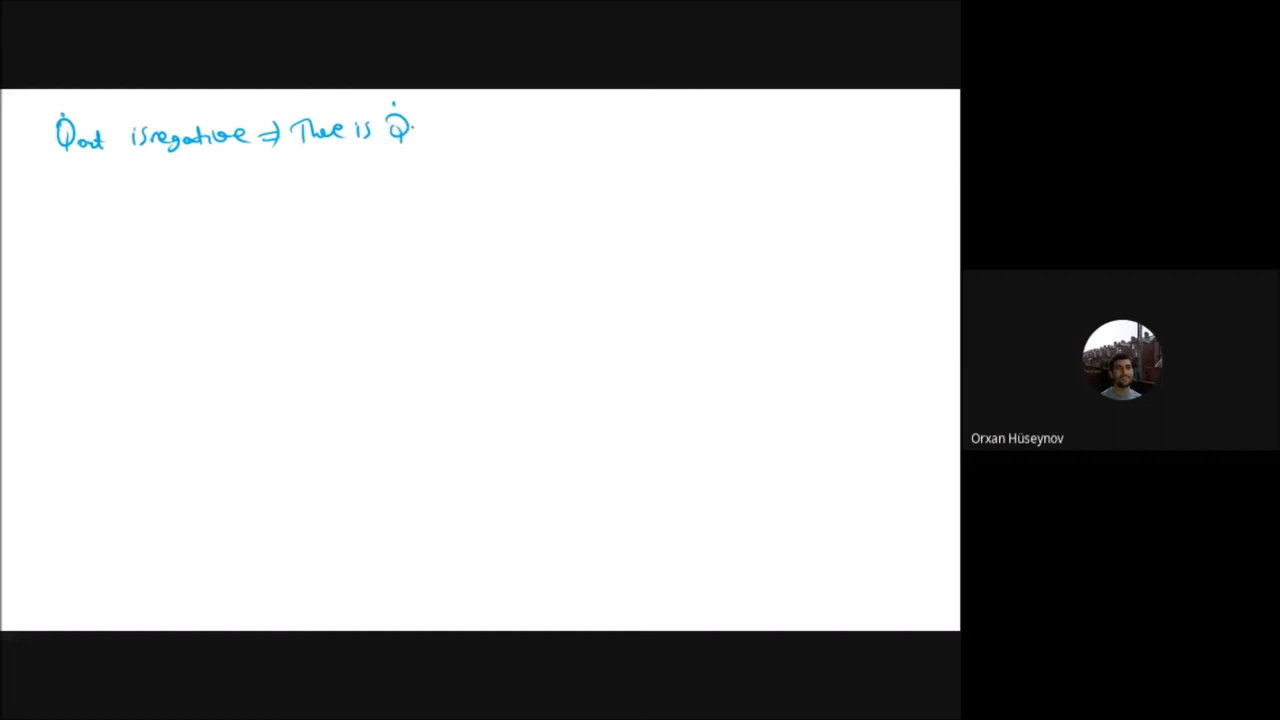 Q̇out is negative ⇒ There is Q̇
Orxan Hüseynov